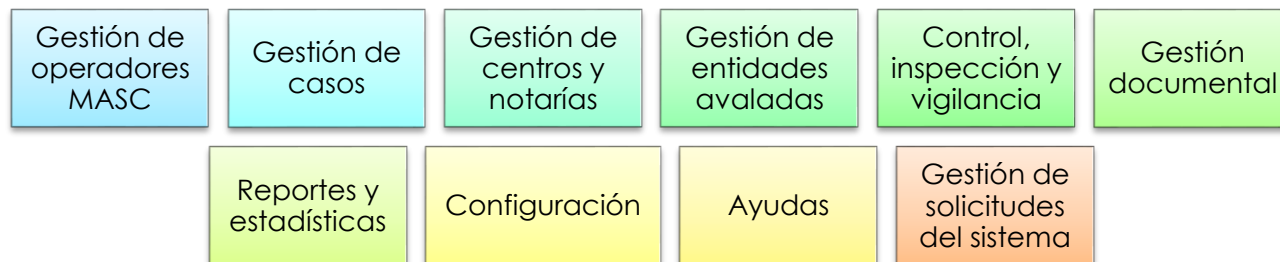 Gestión de
operadores
MASC
Gestión de
casos
Gestión de
centros y
notarías
Gestión de
entidades
avaladas
Control,
inspección y
vigilancia
Gestión
documental
Reportes y
estadísticas
Configuración
Ayudas
Gestión de
solicitudes
del sistema